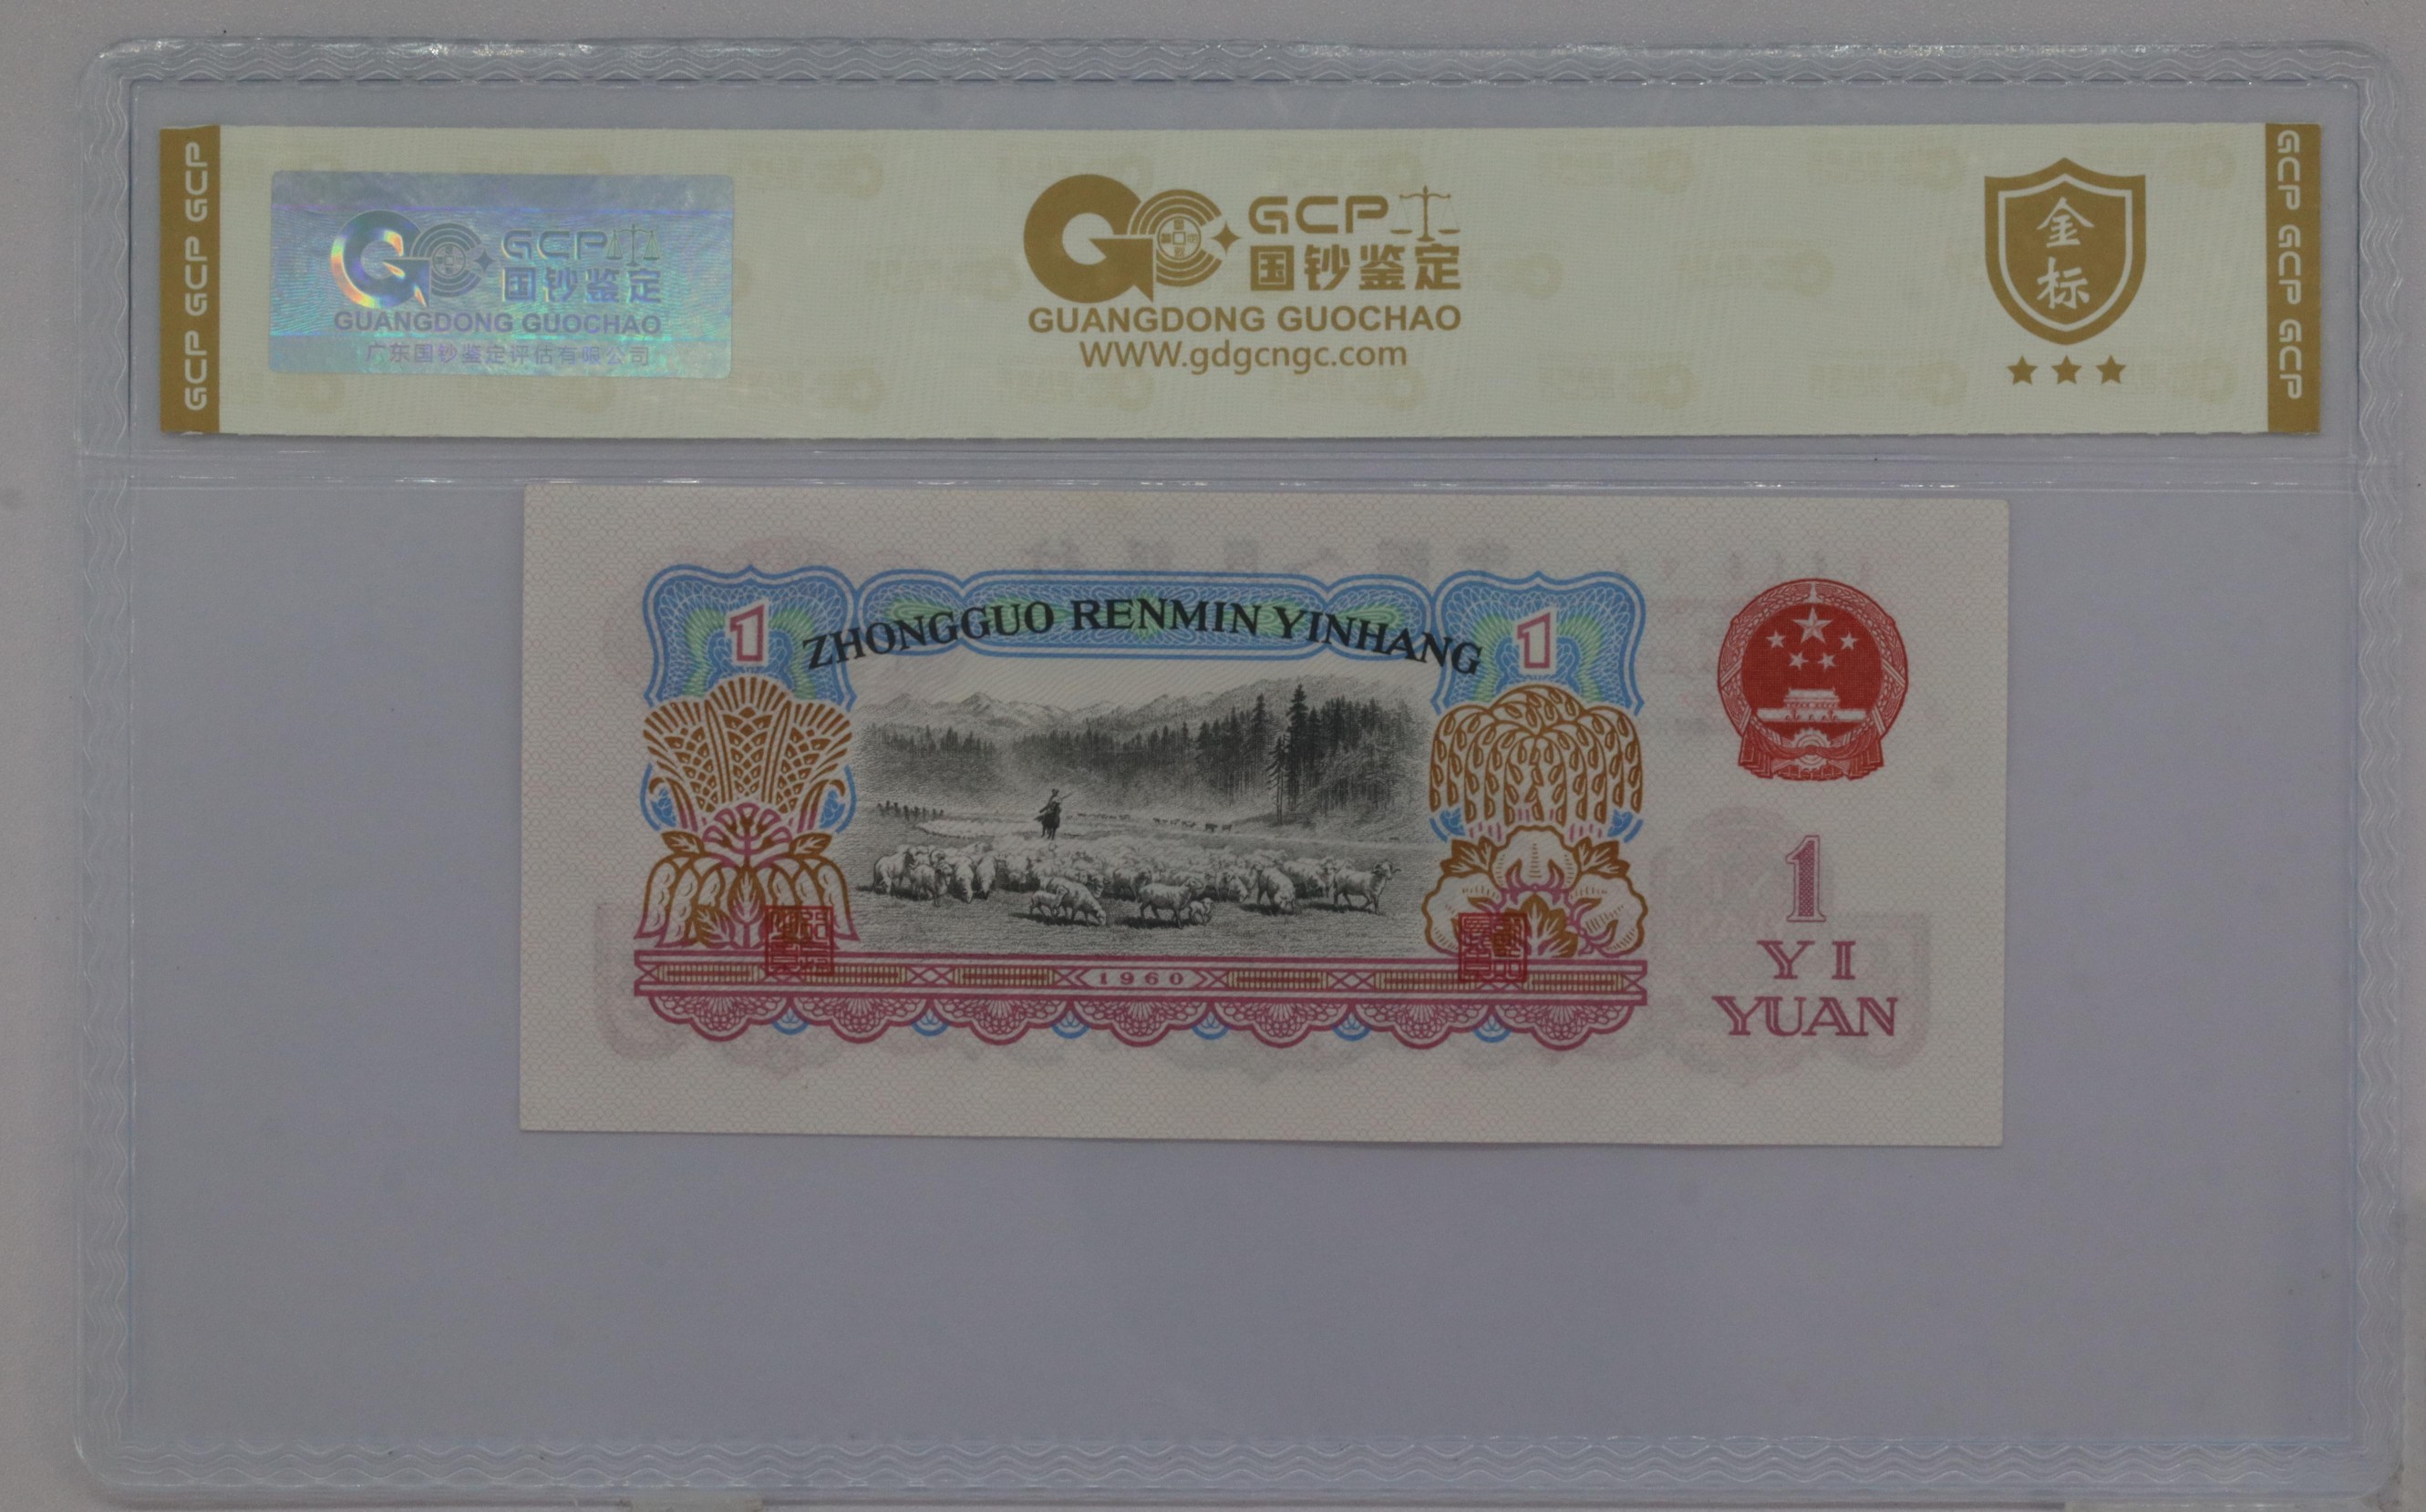 GCP GCP GCP
GCP
国钞鉴定
GUANGDONG GUOCHAO
广东国钞鉴定评估有限公司
GCP
国钞鉴定
GUANGDONG GUOCHAO
WWW.gdgcngc.com
金
标
GCP GCP GCP
1
ZHONGGUO RENMIN YINHANG
1
1960
1
YI
YUAN